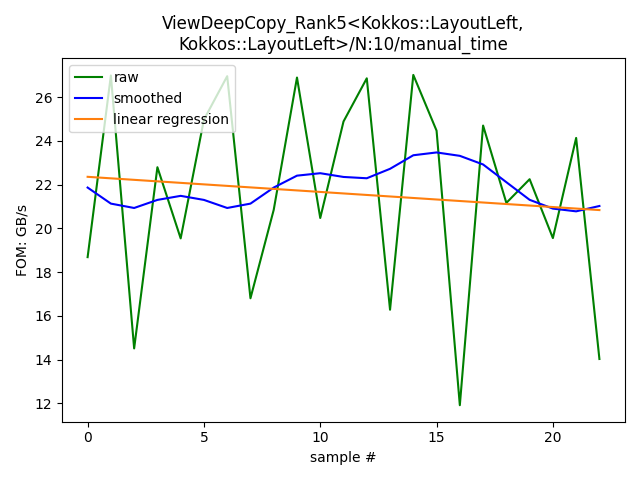 ViewDeepCopy_Rank5<Kokkos::LayoutLeft,
Kokkos::LayoutLeft>/N:10/manual_time
raw
smoothed
linear regression
FOM: GB/s
26
24
22
20
18
16
14
12
0
5
10
15
20
sample #